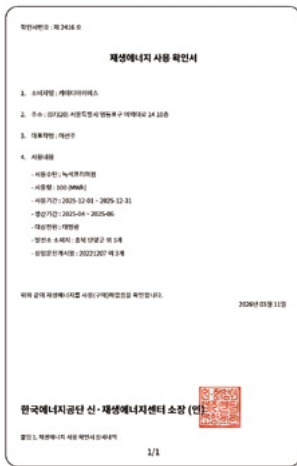 확인서번호 : 제 2416 호
재생에너지 사용 확인서
1. 소비자명 : 케이디아이에스
2. 주소 : (07320) 서울특별시 영등포구 여의대로 14 10층
3. 대표자명 :
4. 사용내용
- 사용수단 : 녹색프리미엄
- 사용량 : 100 (MWh)
- 사용기간 : 2025-12-01 ~ 2025-12-31
- 생산기간 : 2025-04 ~ 2025-06
- 대상전원 : 태양광
- 발전소 소재지 : 충북 단양군 외 3개
- 상업운전개시일 : 20221207 외 3개
위와 같이 재생에너지를 사용(구매)하였음을 확인합니다.
2026년 03월 11일
한국에너지공단 신·재생에너지센터 소장 (인)
붙임 1. 재생에너지 사용 확인서 상세내역
1/1